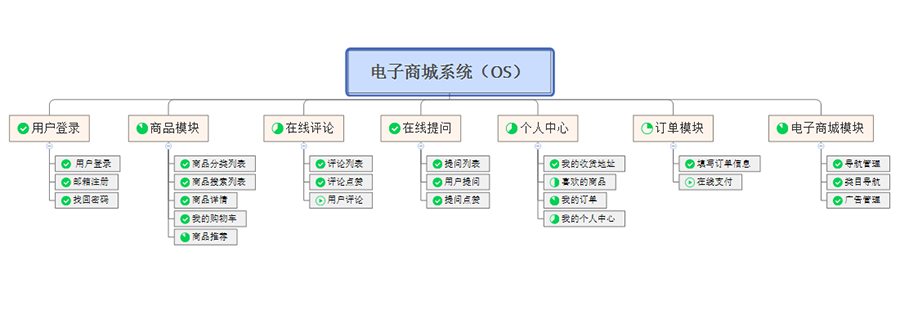 电子商城系统（OS）
用户登录
商品模块
在线评论
在线提问
个人中心
订单模块
电子商城模块
用户登录
邮箱注册
找回密码
商品分类列表
商品搜索列表
商品详情
我的购物车
商品推荐
评论列表
评论点赞
用户评论
提问列表
用户提问
提问点赞
我的收货地址
喜欢的商品
我的订单
我的个人中心
填写订单信息
在线支付
导航管理
类目导航
广告管理